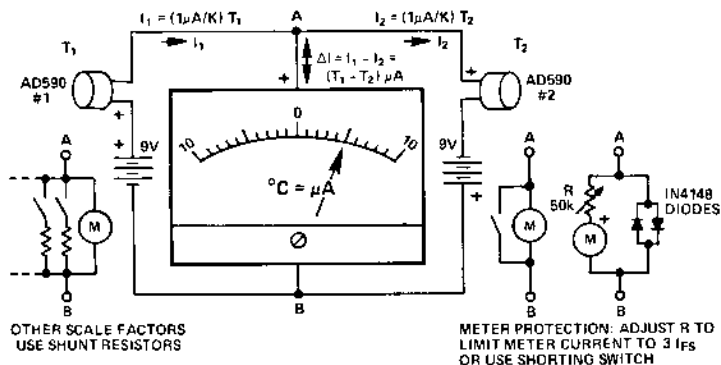 I₁ = (1μA/K) T₁
A
I₂ = (1μA/K) T₂
T₁
I₁
I₂
T₂
ΔI = I₁ - I₂ =
(T₁ - T₂) μA
AD590
#1
+
+
+
+
+
AD590
#2
9V
10
0
10
9V
°C = μA
+
A
M
B
B
A
M
B
A
R
50k
+
M
IN4148
DIODES
B
OTHER SCALE FACTORS
USE SHUNT RESISTORS
METER PROTECTION: ADJUST R TO
LIMIT METER CURRENT TO 3 I_FS
OR USE SHORTING SWITCH